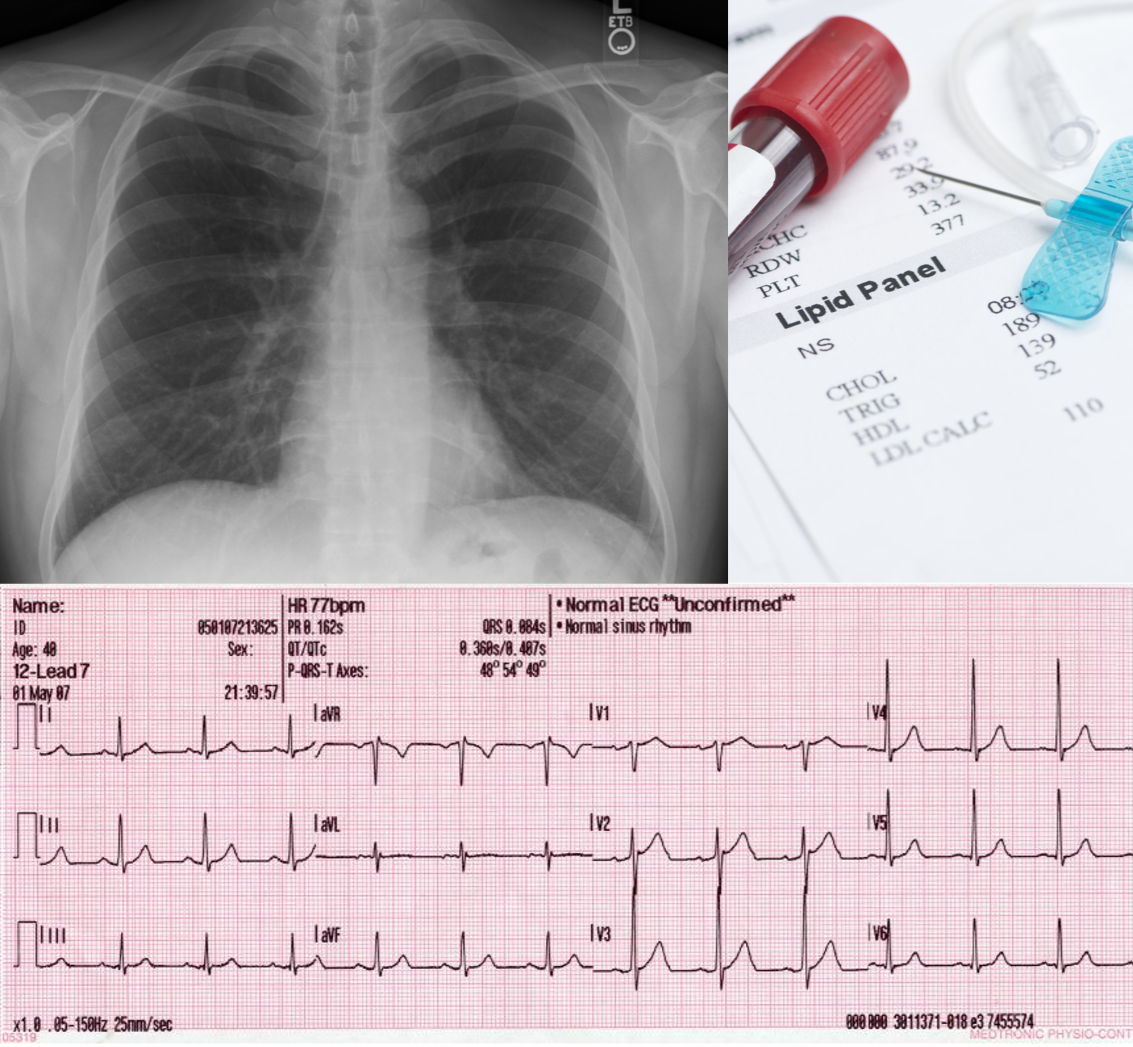 L
ETB
87.9
29.2
33.9
13.2
377
RDW
PLT
Lipid Panel
NS
CHOL 189
TRIG 139
HDL 52
LDL CALC 110
Name: HR 77bpm • Normal ECG **Unconfirmed**
ID 050107213625 PR 0.162s QRS 0.084s • Normal sinus rhythm
Age: 40 Sex: QT/QTc 0.360s/0.407s
12-Lead 7 P-QRS-T Axes: 48° 54° 49°
01 May 07 21:39:57
I aVR V1 V4
II aVL V2 V5
III aVF V3 V6
x1.0 .05-150Hz 25mm/sec 000 000 3011371-018 e3 7455574
05319 MEDTRONIC PHYSIO-CONT